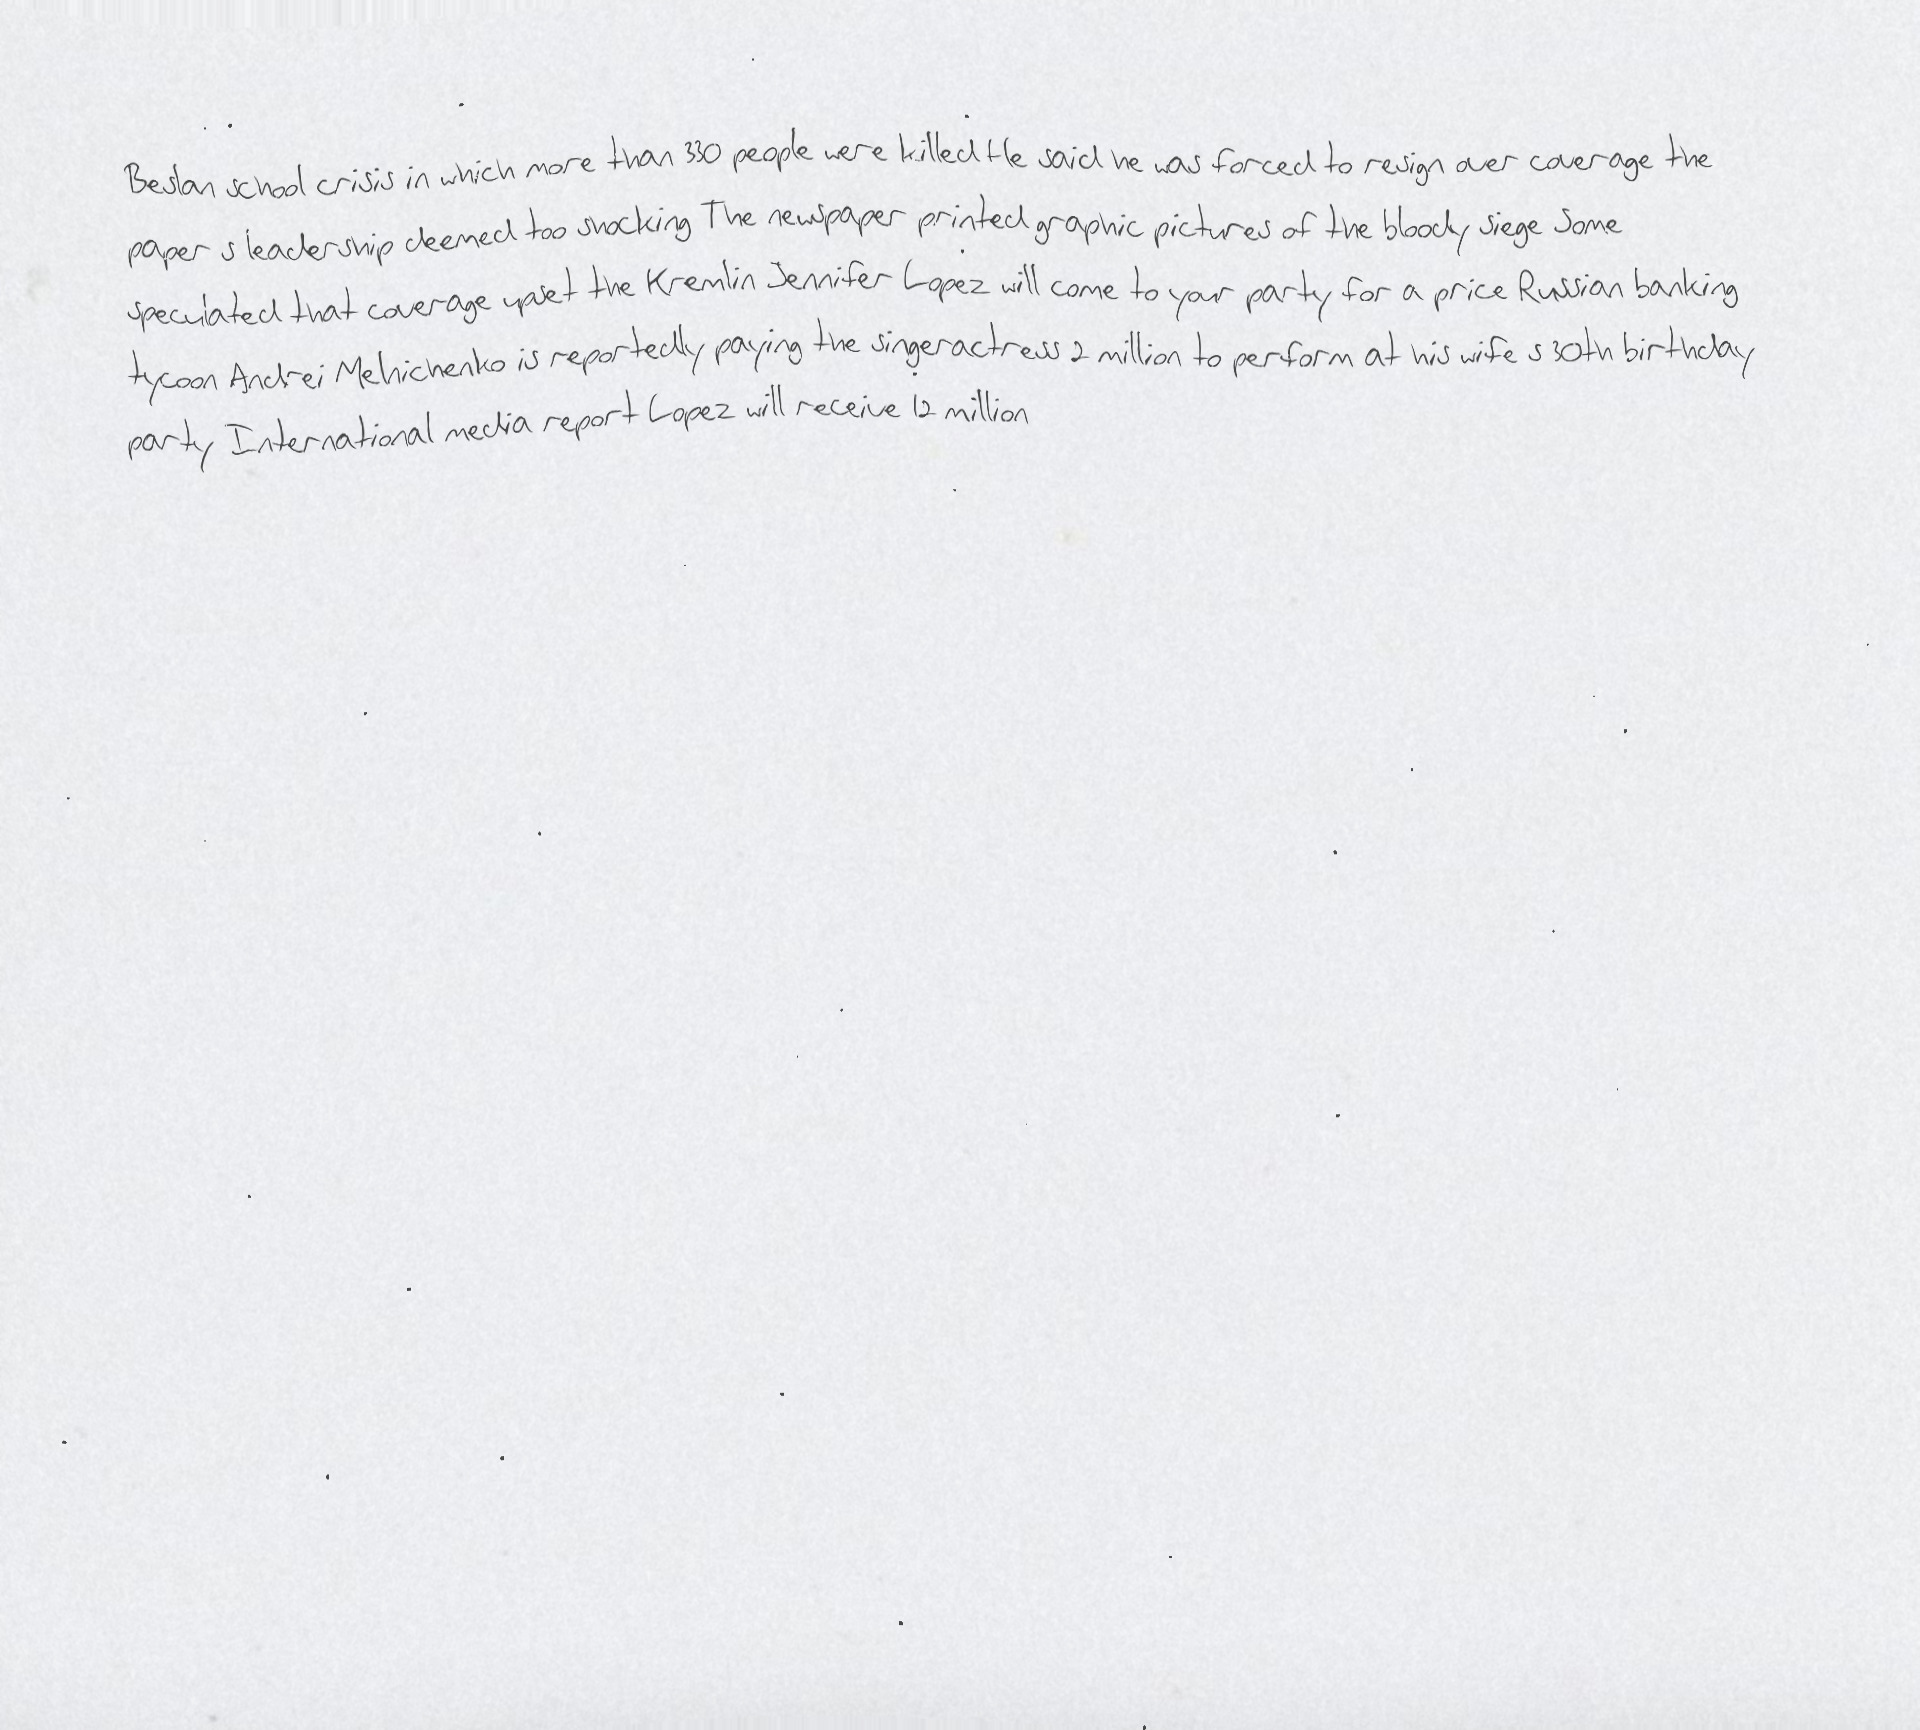 Beslan school crisis in which more than 330 people were killed He said he was forced to resign over coverage the
paper s leadership deemed too shocking The newspaper printed graphic pictures of the bloody siege Some
speculated that coverage upset the Kremlin Jennifer Lopez will come to your party for a price Russian banking
tycoon Andrei Melnichenko is reportedly paying the singeractress 2 million to perform at his wife s 30th birthday
party International media report Lopez will receive 12 million